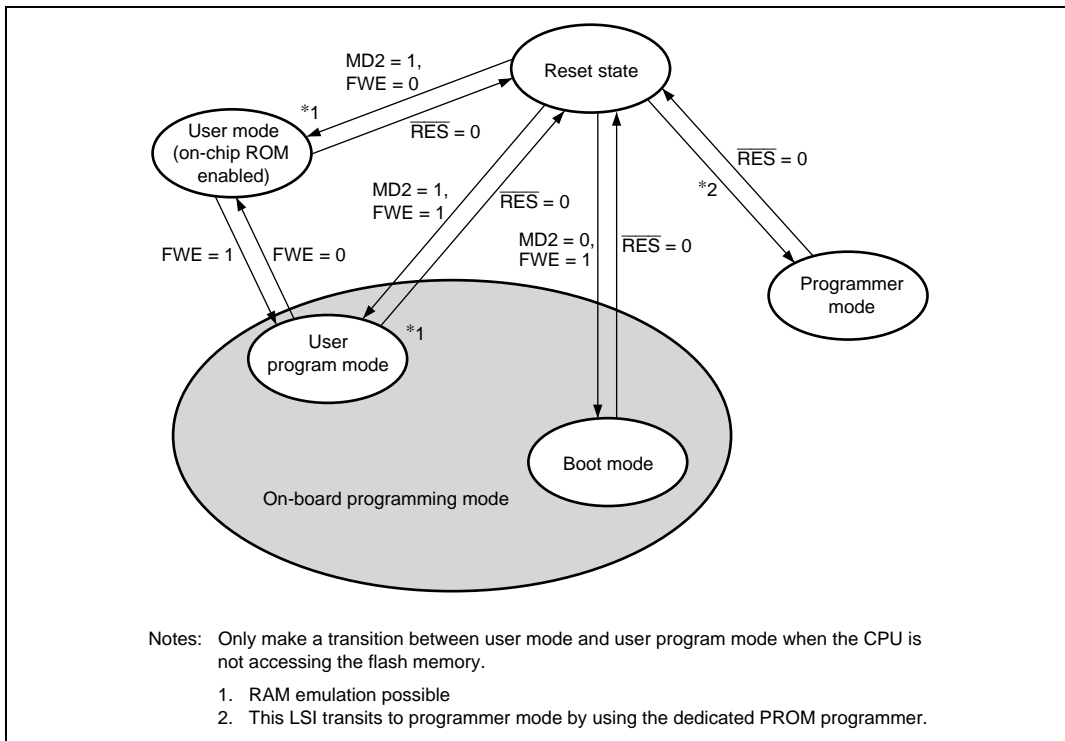 Reset state
MD2 = 1,
FWE = 0
*1
RES = 0
User mode
(on-chip ROM
enabled)
RES = 0
*2
MD2 = 1,
FWE = 1
RES = 0
MD2 = 0,
FWE = 1
RES = 0
FWE = 1
FWE = 0
Programmer
mode
User
program mode
*1
Boot mode
On-board programming mode
Notes: Only make a transition between user mode and user program mode when the CPU is
not accessing the flash memory.
1. RAM emulation possible
2. This LSI transits to programmer mode by using the dedicated PROM programmer.